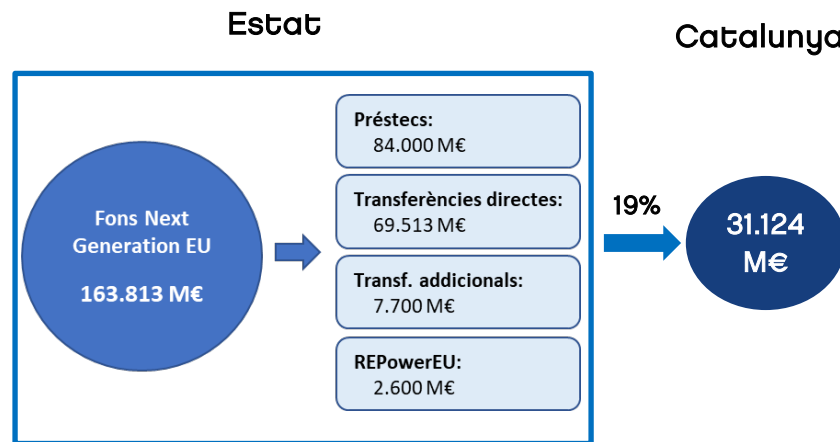 Estat
Catalunya
Fons Next
Generation EU
163.813 M€
Préstecs:
84.000 M€
Transferències directes:
69.513 M€
Transf. addicionals:
7.700 M€
REPowerEU:
2.600 M€
19%
31.124
M€